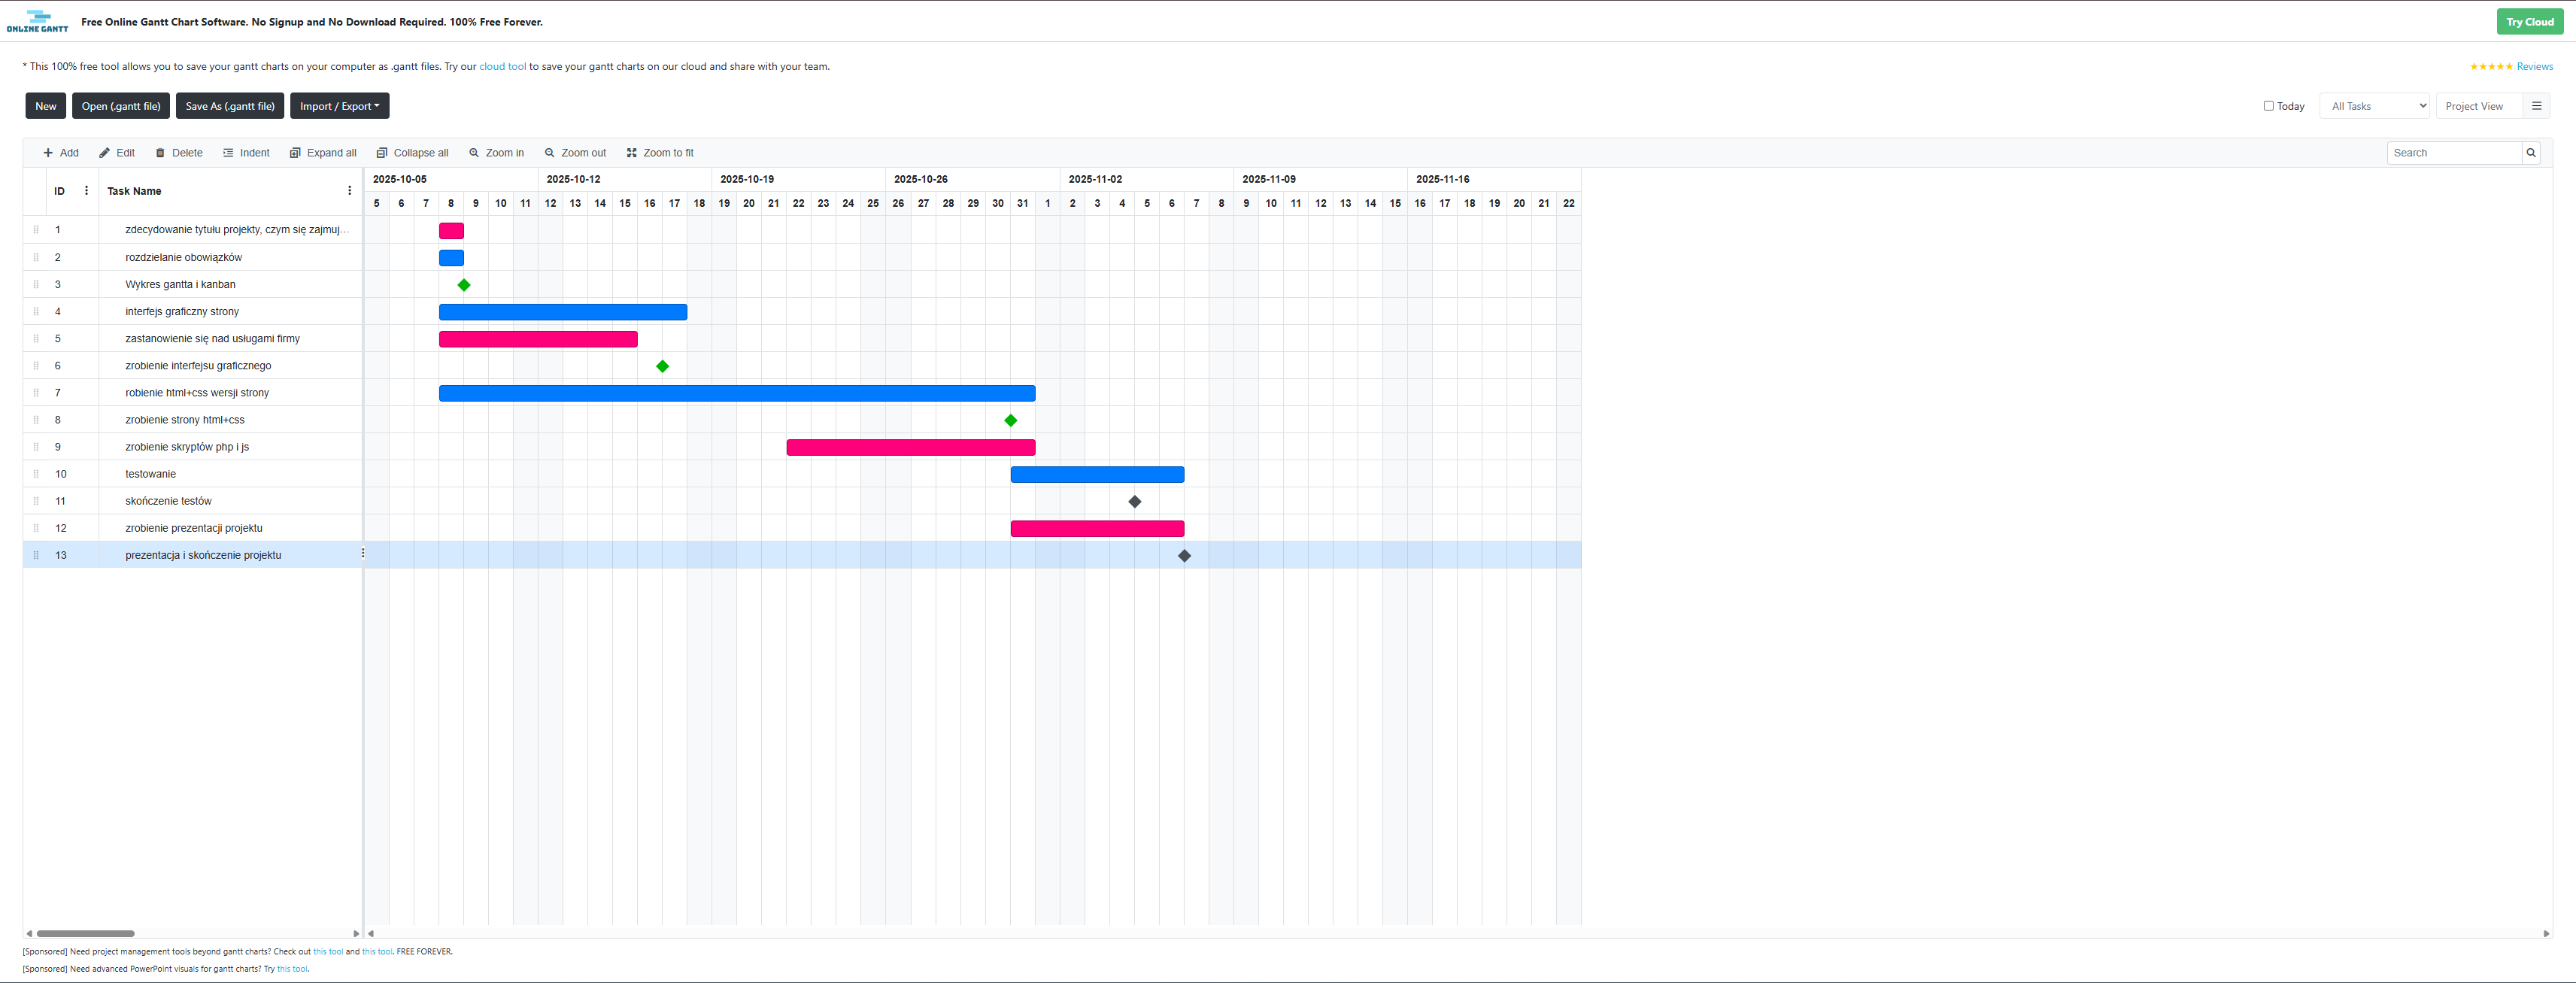 ONLINE GANTT
Free Online Gantt Chart Software. No Signup and No Download Required. 100% Free Forever.
Try Cloud
* This 100% free tool allows you to save your gantt charts on your computer as .gantt files. Try our cloud tool to save your gantt charts on our cloud and share with your team.
★★★★★ Reviews
New Open (.gantt file) Save As (.gantt file) Import / Export
Today All Tasks Project View
Add Edit Delete Indent Expand all Collapse all Zoom in Zoom out Zoom to fit
Search
ID Task Name
2025-10-05 2025-10-12 2025-10-19 2025-10-26 2025-11-02 2025-11-09 2025-11-16
5 6 7 8 9 10 11 12 13 14 15 16 17 18 19 20 21 22 23 24 25 26 27 28 29 30 31 1 2 3 4 5 6 7 8 9 10 11 12 13 14 15 16 17 18 19 20 21 22
1 zdecydowanie tytułu projekty, czym się zajmuj...
2 rozdzielanie obowiązków
3 Wykres gantta i kanban
4 interfejs graficzny strony
5 zastanowienie się nad usługami firmy
6 zrobienie interfejsu graficznego
7 robienie html+css wersji strony
8 zrobienie strony html+css
9 zrobienie skryptów php i js
10 testowanie
11 skończenie testów
12 zrobienie prezentacji projektu
13 prezentacja i skończenie projektu
[Sponsored] Need project management tools beyond gantt charts? Check out this tool and this tool. FREE FOREVER.
[Sponsored] Need advanced PowerPoint visuals for gantt charts? Try this tool.